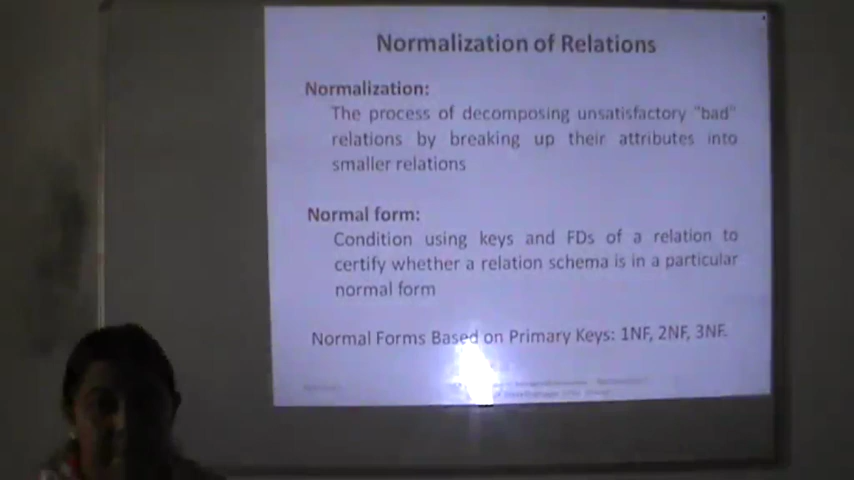 Normalization of Relations
Normalization:
The process of decomposing unsatisfactory "bad"
relations by breaking up their attributes into
smaller relations
Normal form:
Condition using keys and FDs of a relation to
certify whether a relation schema is in a particular
normal form
Normal Forms Based on Primary Keys: 1NF, 2NF, 3NF.